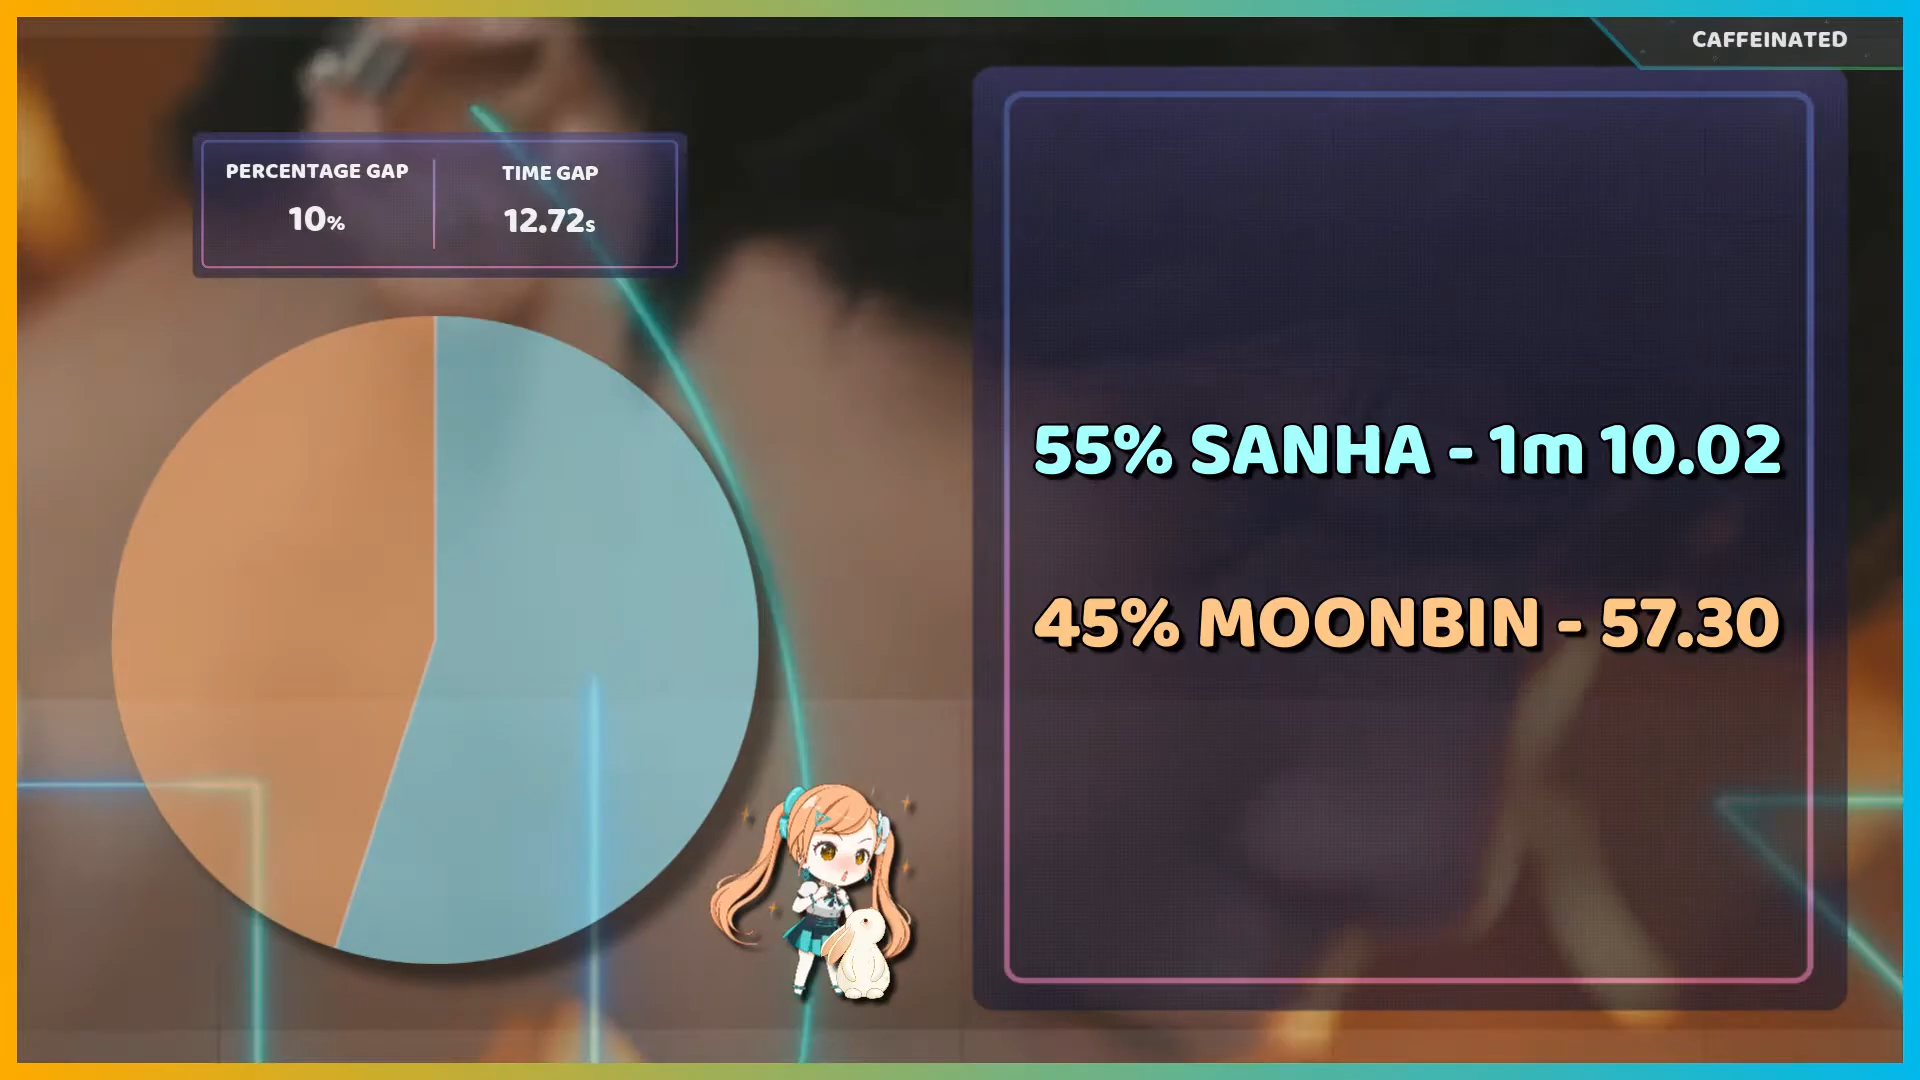 CAFFEINATED
PERCENTAGE GAP
10%
TIME GAP
12.72s
55% SANHA - 1m 10.02
45% MOONBIN - 57.30